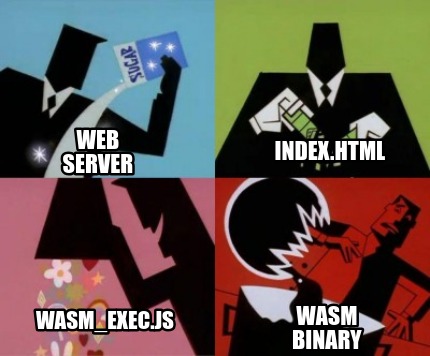 SUGAR
WEB
SERVER
INDEX.HTML
WASM_EXEC.JS
WASM
BINARY